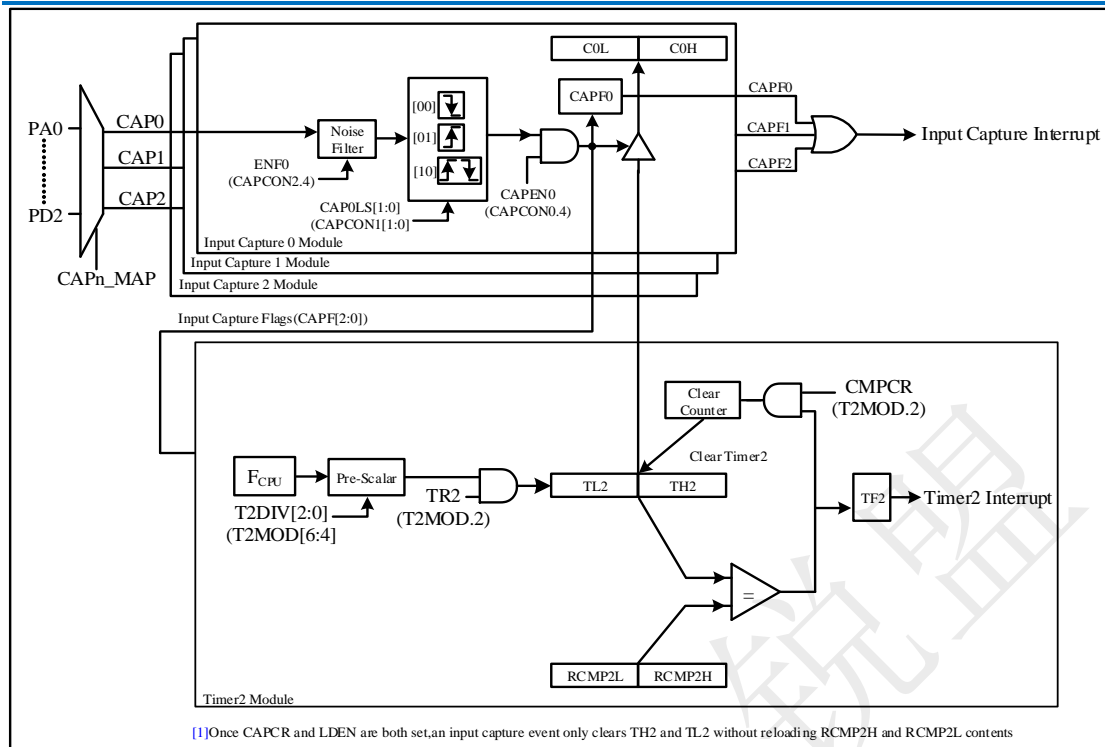 C0L C0H
CAPF0
CAPF0
CAPF1
CAPF2
Input Capture Interrupt
PA0
PD2
CAP0
CAP1
CAP2
CAPn_MAP
Noise
Filter
ENF0
(CAPCON2.4)
[00]
[01]
[10]
CAP0LS[1:0]
(CAPCON1[1:0)
CAPEN0
(CAPCON0.4)
Input Capture 0 Module
Input Capture 1 Module
Input Capture 2 Module
Input Capture Flags(CAPF[2:0])
Clear
Counter
CMPCR
(T2MOD.2)
Clear Timer2
FCPU
Pre-Scalar
T2DIV[2:0]
(T2MOD[6:4]
TR2
(T2MOD.2)
TL2 TH2
TF2
Timer2 Interrupt
=
RCMP2L RCMP2H
Timer2 Module
锐盟
[1]Once CAPCR and LDEN are both set,an input capture event only clears TH2 and TL2 without reloading RCMP2H and RCMP2L contents